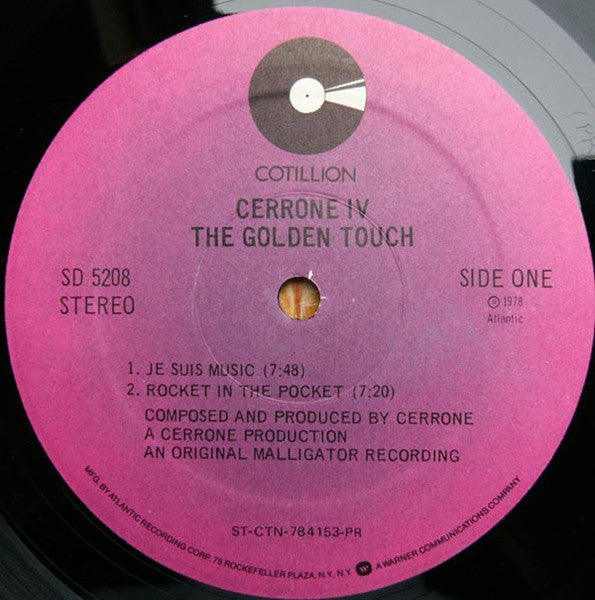 COTILLION
CERRONE IV
THE GOLDEN TOUCH
SD 5208
STEREO
SIDE ONE
℗ 1978
Atlantic
1. JE SUIS MUSIC (7:48)
2. ROCKET IN THE POCKET (7:20)
COMPOSED AND PRODUCED BY CERRONE
A CERRONE PRODUCTION
AN ORIGINAL MALLIGATOR RECORDING
ST-CTN-784153-PR
MFG. BY ATLANTIC RECORDING CORP. 75 ROCKEFELLER PLAZA, N.Y. N.Y. A WARNER COMMUNICATIONS COMPANY